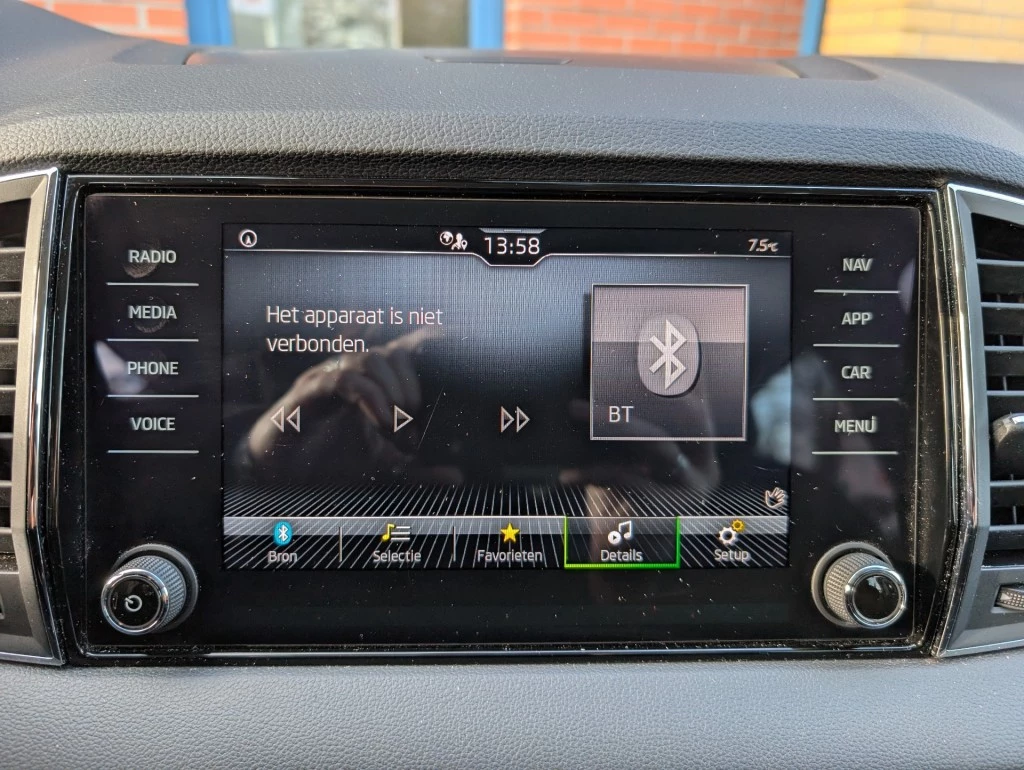 13:58
7.5°C
RADIO
MEDIA
PHONE
VOICE
Het apparaat is niet
verbonden.
BT
NAV
APP
CAR
MENU
Bron
Selectie
Favorieten
Details
Setup